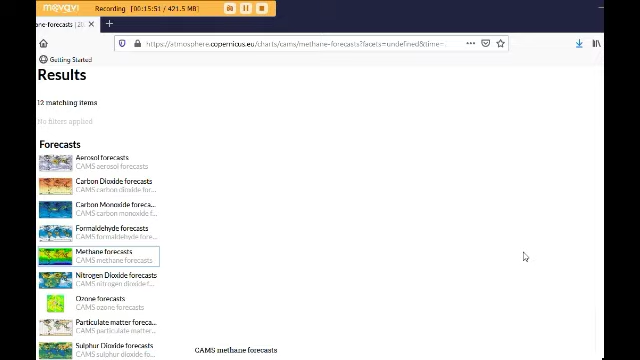 movavi
Recording
(00:15:51 / 421.5 MB)
ne-forecasts | 20
https://atmosphere.copernicus.eu/charts/cams/methane-forecasts?facets=undefined&time=...
Getting Started
Results
12 matching items
No filters applied
Forecasts
Aerosol forecasts
CAMS aerosol forecasts
Carbon Dioxide forecasts
CAMS carbon dioxide for...
Carbon Monoxide foreca...
CAMS carbon monoxide f...
Formaldehyde forecasts
CAMS formaldehyde fore...
Methane forecasts
CAMS methane forecasts
Nitrogen Dioxide forecasts
CAMS nitrogen dioxide f...
Ozone forecasts
CAMS ozone forecasts
Particulate matter foreca...
CAMS particulate matter...
Sulphur Dioxide forecasts
CAMS sulphur dioxide f...
CAMS methane forecasts